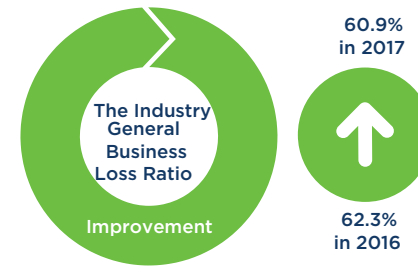 The Industry
General
Business
Loss Ratio
Improvement
60.9%
in 2017
62.3%
in 2016